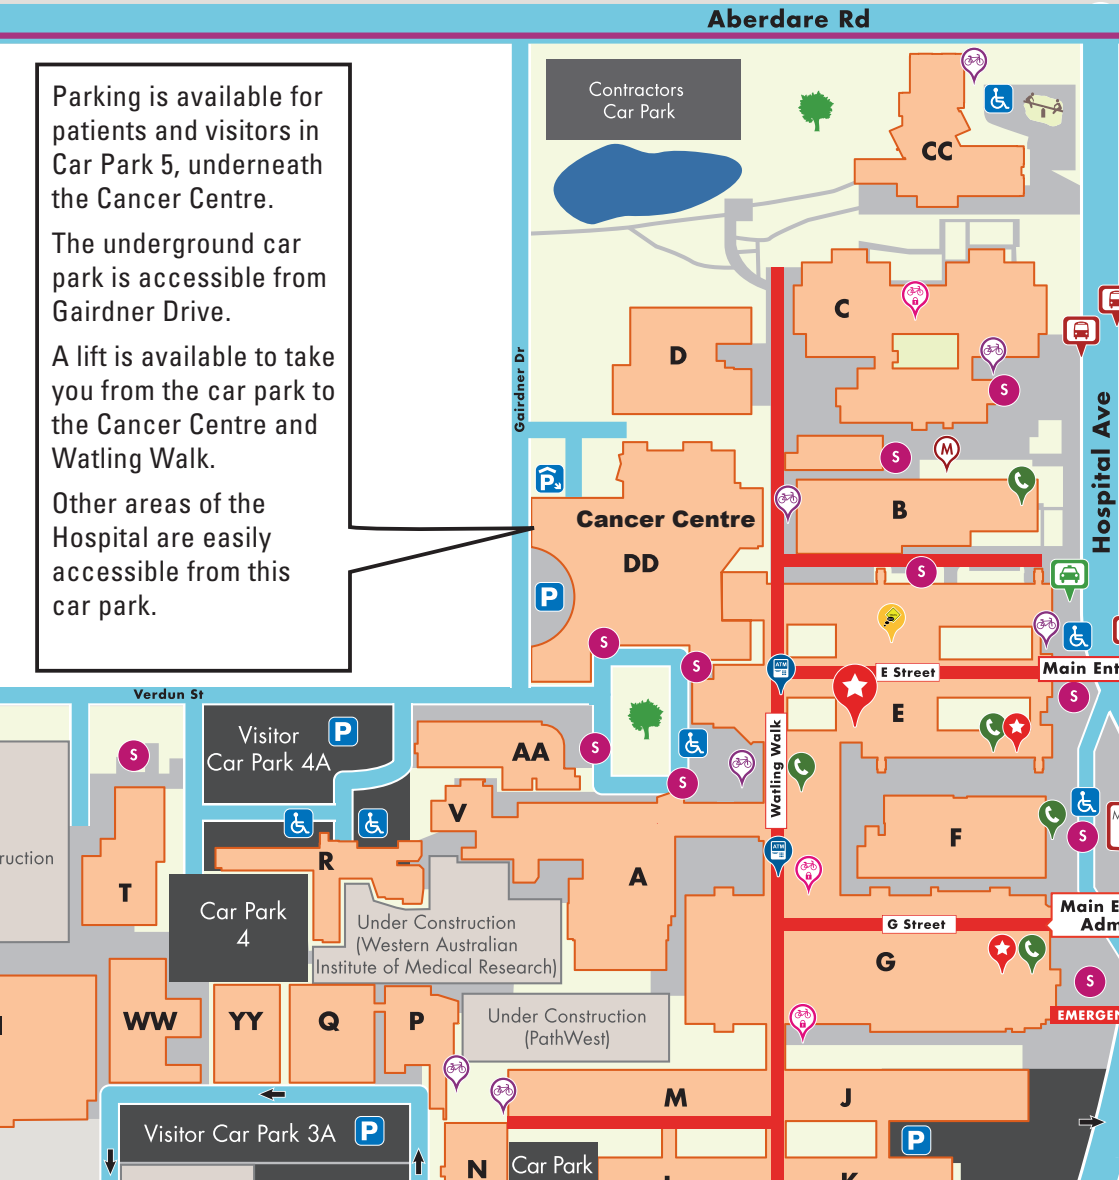 Aberdare Rd
Parking is available for
patients and visitors in
Car Park 5, underneath
the Cancer Centre.
The underground car
park is accessible from
Gairdner Drive.
A lift is available to take
you from the car park to
the Cancer Centre and
Watling Walk.
Other areas of the
Hospital are easily
accessible from this
car park.
Contractors
Car Park
CC
C
D
Gairdner Dr
Hospital Ave
S
S
M
B
P
Cancer Centre
DD
P
S
S
S
ATM
E Street
Main Ent
E
S
Verdun St
S
Visitor
Car Park 4A
P
AA
S
S
Watling Walk
V
R
T
A
ATM
F
S
ruction
Car Park
4
Under Construction
(Western Australian
Institute of Medical Research)
G Street
Main E
Adm
G
S
EMERGEN
WW
YY
Q
P
Under Construction
(PathWest)
M
J
Visitor Car Park 3A
P
N
Car Park
P
K